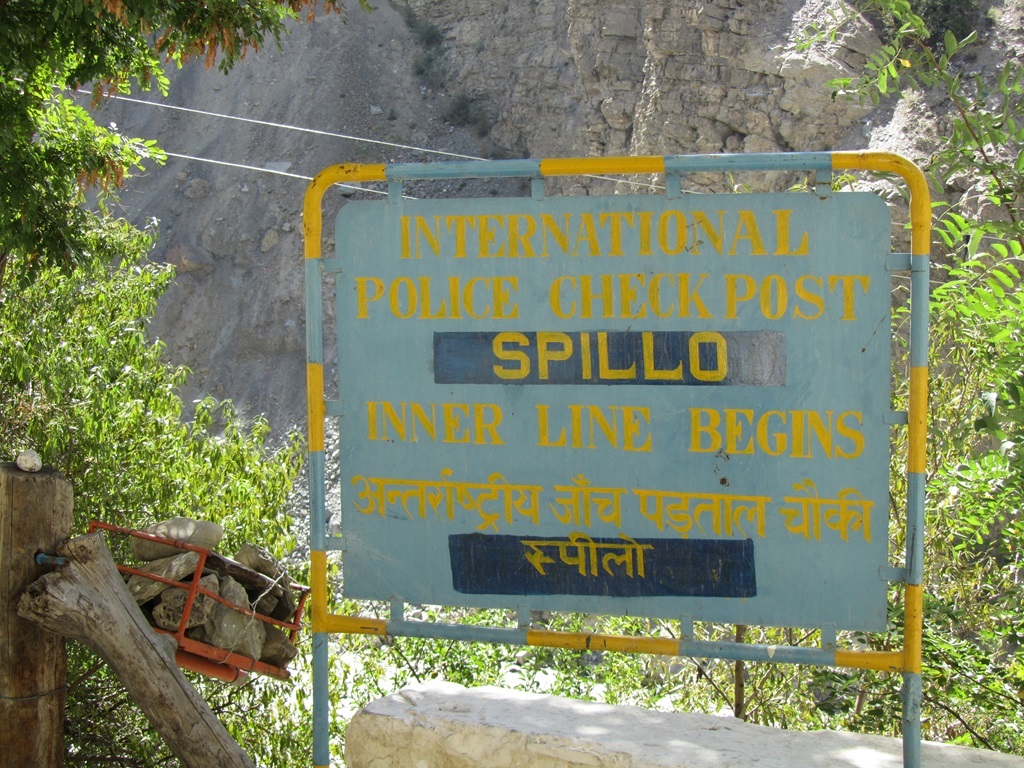 INTERNATIONAL
POLICE CHECK POST
SPILLO
INNER LINE BEGINS
अन्तर्राष्ट्रीय जाँच पड़ताल चौकी
स्पीलो